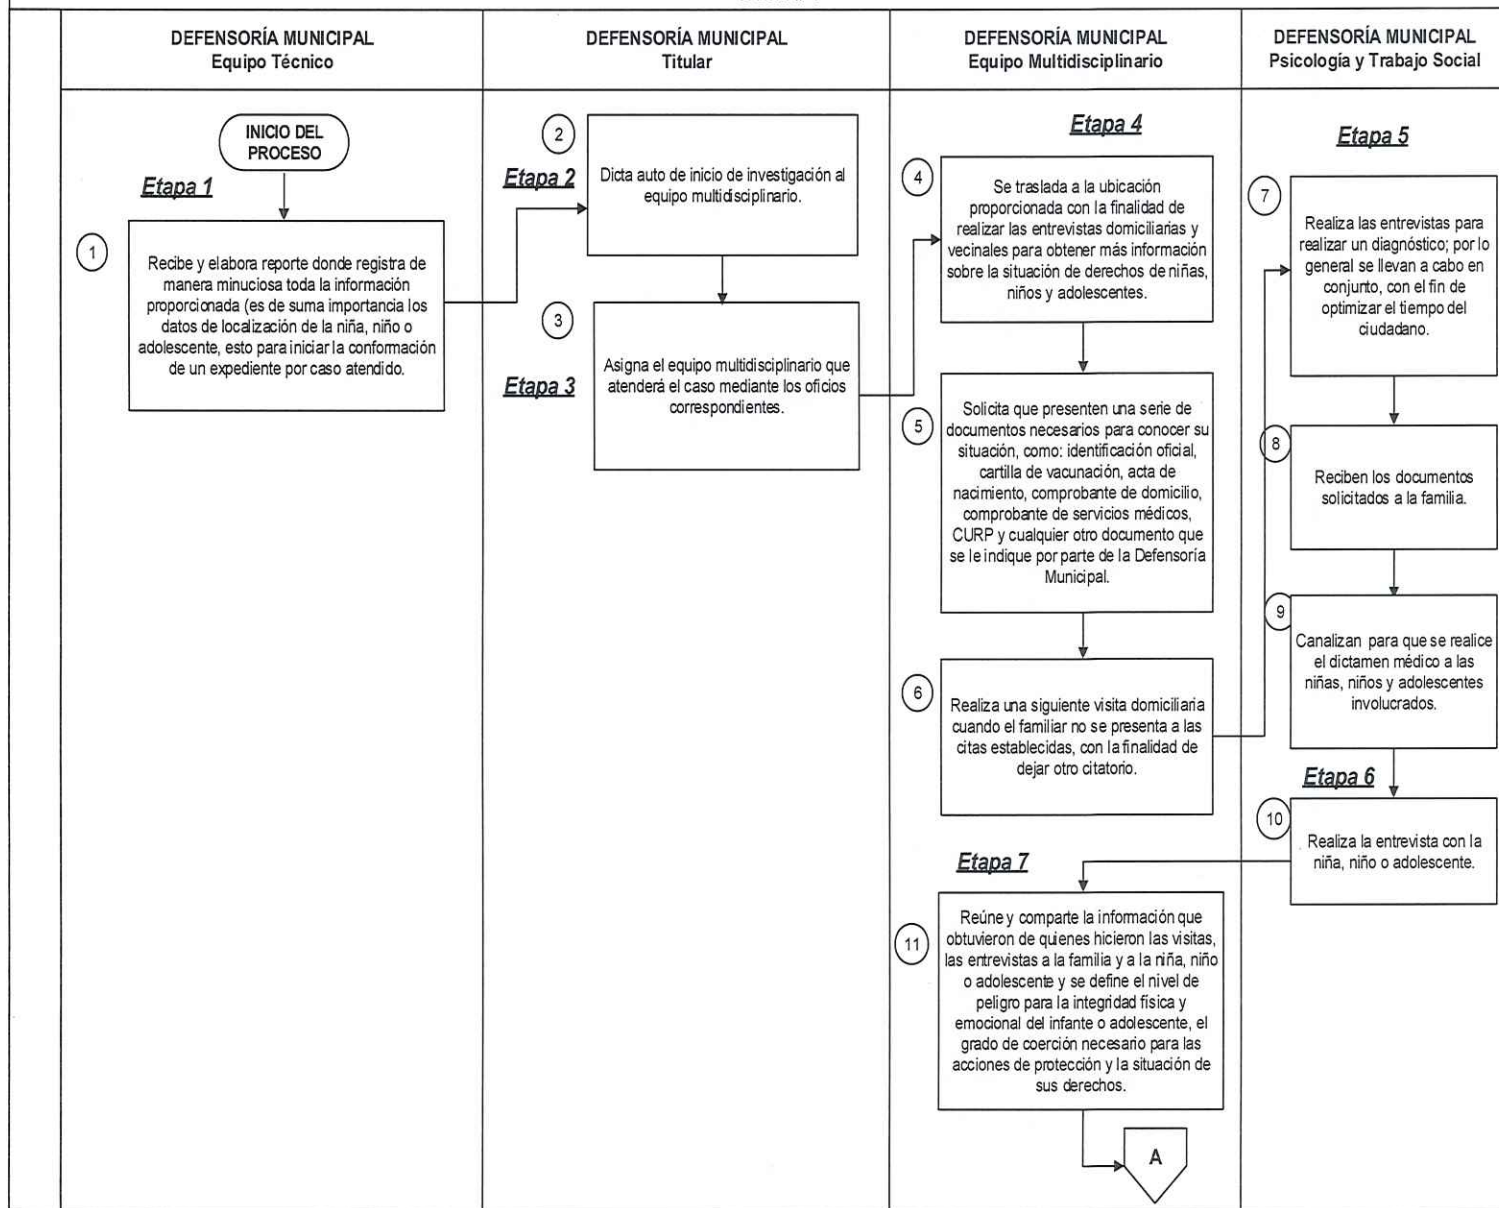 DEFENSORÍA MUNICIPAL
Equipo Técnico
DEFENSORÍA MUNICIPAL
Titular
DEFENSORÍA MUNICIPAL
Equipo Multidisciplinario
DEFENSORÍA MUNICIPAL
Psicología y Trabajo Social
INICIO DEL
PROCESO
Etapa 1
1
Recibe y elabora reporte donde registra de
manera minuciosa toda la información
proporcionada (es de suma importancia los
datos de localización de la niña, niño o
adolescente, esto para iniciar la conformación
de un expediente por caso atendido.
2
Etapa 2
Dicta auto de inicio de investigación al
equipo multidisciplinario.
3
Etapa 3
Asigna el equipo multidisciplinario que
atenderá el caso mediante los oficios
correspondientes.
Etapa 4
4
Se traslada a la ubicación
proporcionada con la finalidad de
realizar las entrevistas domiciliarias y
vecinales para obtener más información
sobre la situación de derechos de niñas,
niños y adolescentes.
5
Solicita que presenten una serie de
documentos necesarios para conocer su
situación, como: identificación oficial,
cartilla de vacunación, acta de
nacimiento, comprobante de domicilio,
comprobante de servicios médicos,
CURP y cualquier otro documento que
se le indique por parte de la Defensoría
Municipal.
6
Realiza una siguiente visita domiciliaria
cuando el familiar no se presenta a las
citas establecidas, con la finalidad de
dejar otro citatorio.
Etapa 5
7
Realiza las entrevistas para
realizar un diagnóstico; por lo
general se llevan a cabo en
conjunto, con el fin de
optimizar el tiempo del
ciudadano.
8
Reciben los documentos
solicitados a la familia.
9
Canalizan para que se realice
el dictamen médico a las
niñas, niños y adolescentes
involucrados.
Etapa 6
10
Realiza la entrevista con la
niña, niño o adolescente.
Etapa 7
11
Reúne y comparte la información que
obtuvieron de quienes hicieron las visitas,
las entrevistas a la familia y a la niña, niño
o adolescente y se define el nivel de
peligro para la integridad física y
emocional del infante o adolescente, el
grado de coerción necesario para las
acciones de protección y la situación de
sus derechos.
A